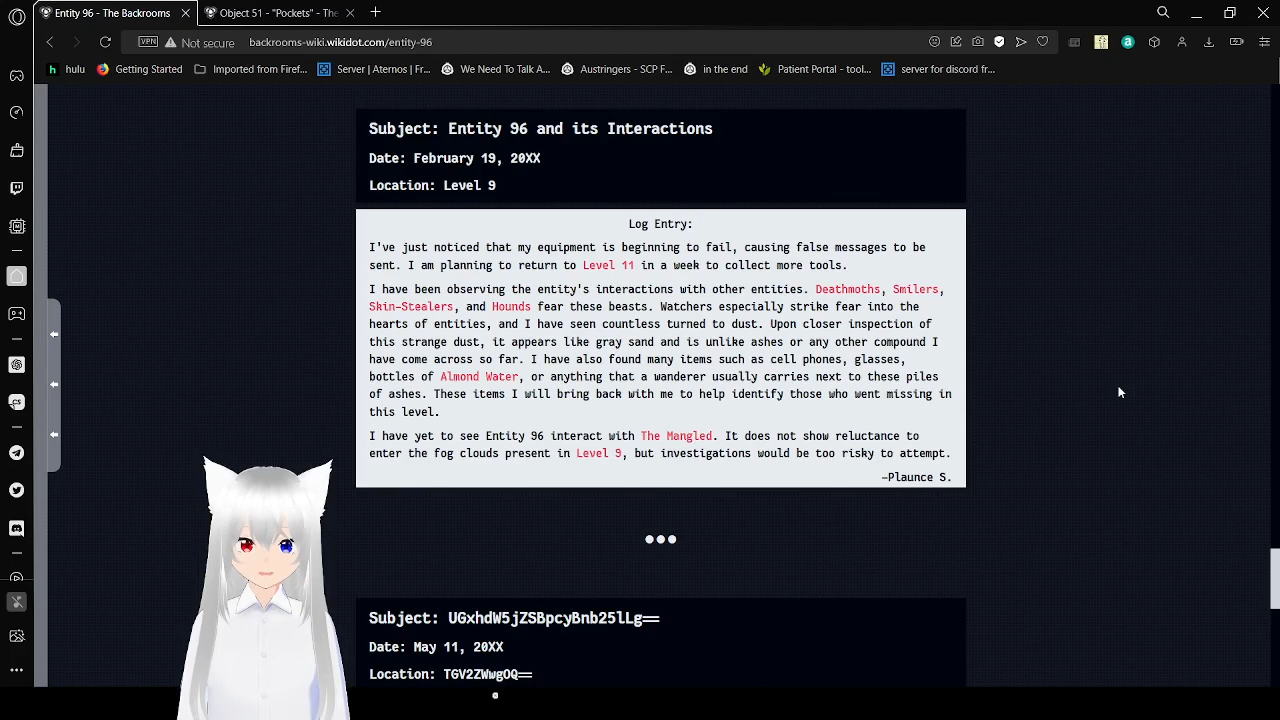 Entity 96 - The Backrooms
Object 51 - "Pockets" - The
VPN Not secure backrooms-wiki.wikidot.com/entity-96
hulu Getting Started Imported from Firef... Server | Aternos | Fr... We Need To Talk A... Austringers - SCP F... in the end Patient Portal - tool... server for discord fr...
Subject: Entity 96 and its Interactions
Date: February 19, 20XX
Location: Level 9
Log Entry:
I've just noticed that my equipment is beginning to fail, causing false messages to be
sent. I am planning to return to Level 11 in a week to collect more tools.
I have been observing the entity's interactions with other entities. Deathmoths, Smilers,
Skin-Stealers, and Hounds fear these beasts. Watchers especially strike fear into the
hearts of entities, and I have seen countless turned to dust. Upon closer inspection of
this strange dust, it appears like gray sand and is unlike ashes or any other compound I
have come across so far. I have also found many items such as cell phones, glasses,
bottles of Almond Water, or anything that a wanderer usually carries next to these piles
of ashes. These items I will bring back with me to help identify those who went missing in
this level.
I have yet to see Entity 96 interact with The Mangled. It does not show reluctance to
enter the fog clouds present in Level 9, but investigations would be too risky to attempt.
—Plaunce S.
Subject: UGxhdW5jZSBpcyBnb25lLg==
Date: May 11, 20XX
Location: TGV2ZWwgOQ==